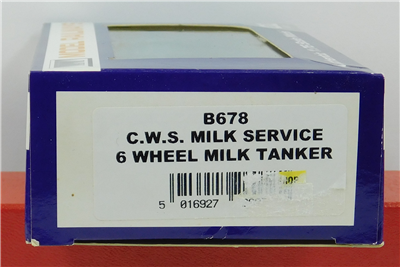 B678
C.W.S. MILK SERVICE
6 WHEEL MILK TANKER
5 016927